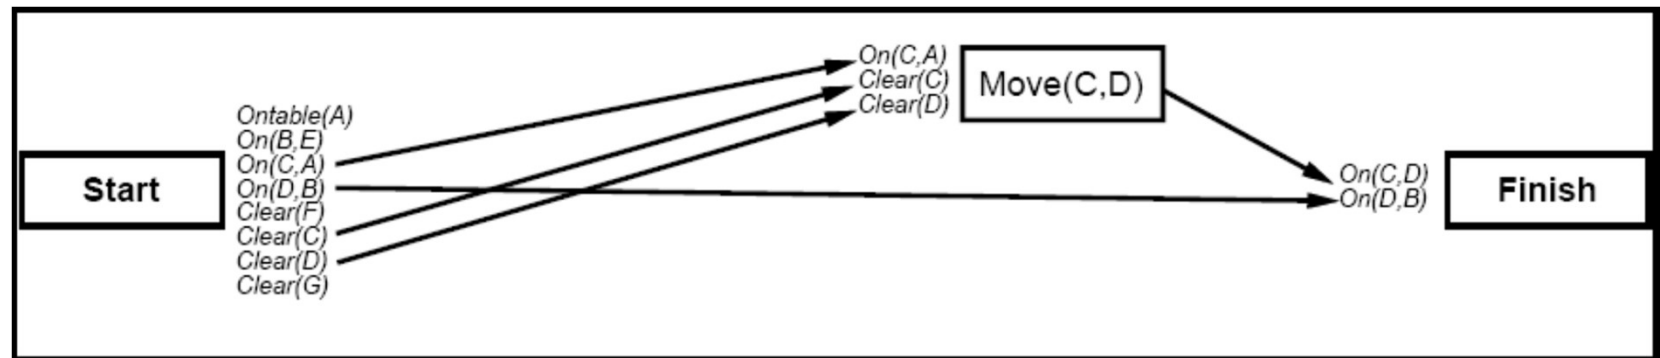 Start
Ontable(A)
On(B,E)
On(C,A)
On(D,B)
Clear(F)
Clear(C)
Clear(D)
Clear(G)
On(C,A)
Clear(C)
Clear(D)
Move(C,D)
On(C,D)
On(D,B)
Finish